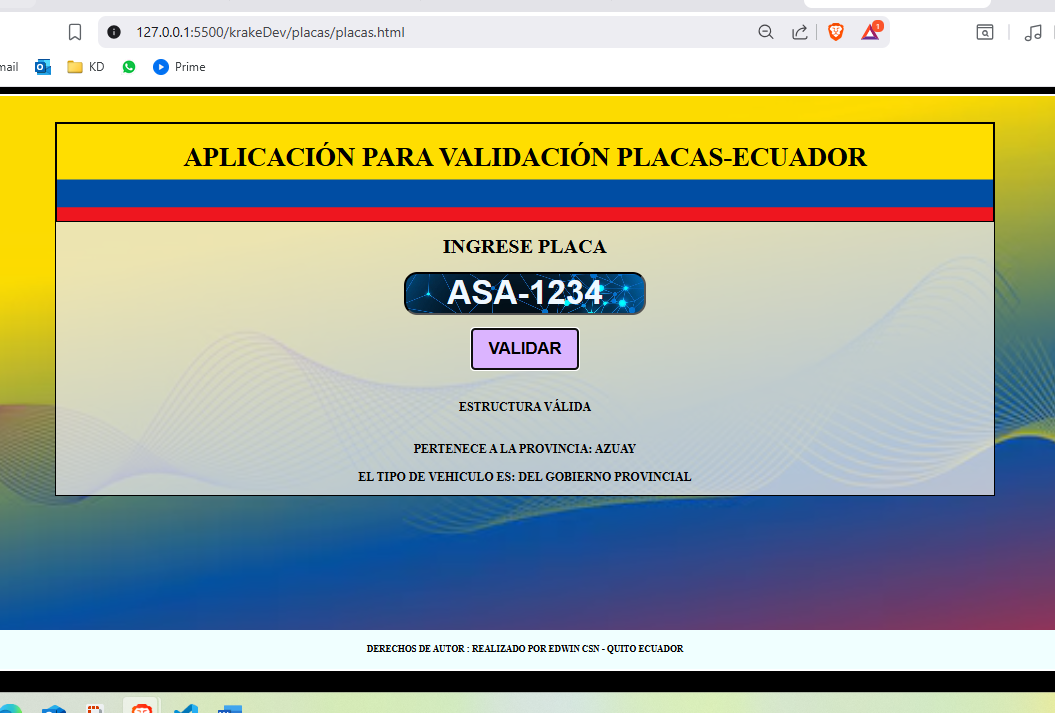 127.0.0.1:5500/krakeDev/placas/placas.html
1
mail
KD
Prime
APLICACIÓN PARA VALIDACIÓN PLACAS-ECUADOR
INGRESE PLACA
ASA-1234
VALIDAR
ESTRUCTURA VÁLIDA
PERTENECE A LA PROVINCIA: AZUAY
EL TIPO DE VEHICULO ES: DEL GOBIERNO PROVINCIAL
DERECHOS DE AUTOR : REALIZADO POR EDWIN CSN - QUITO ECUADOR